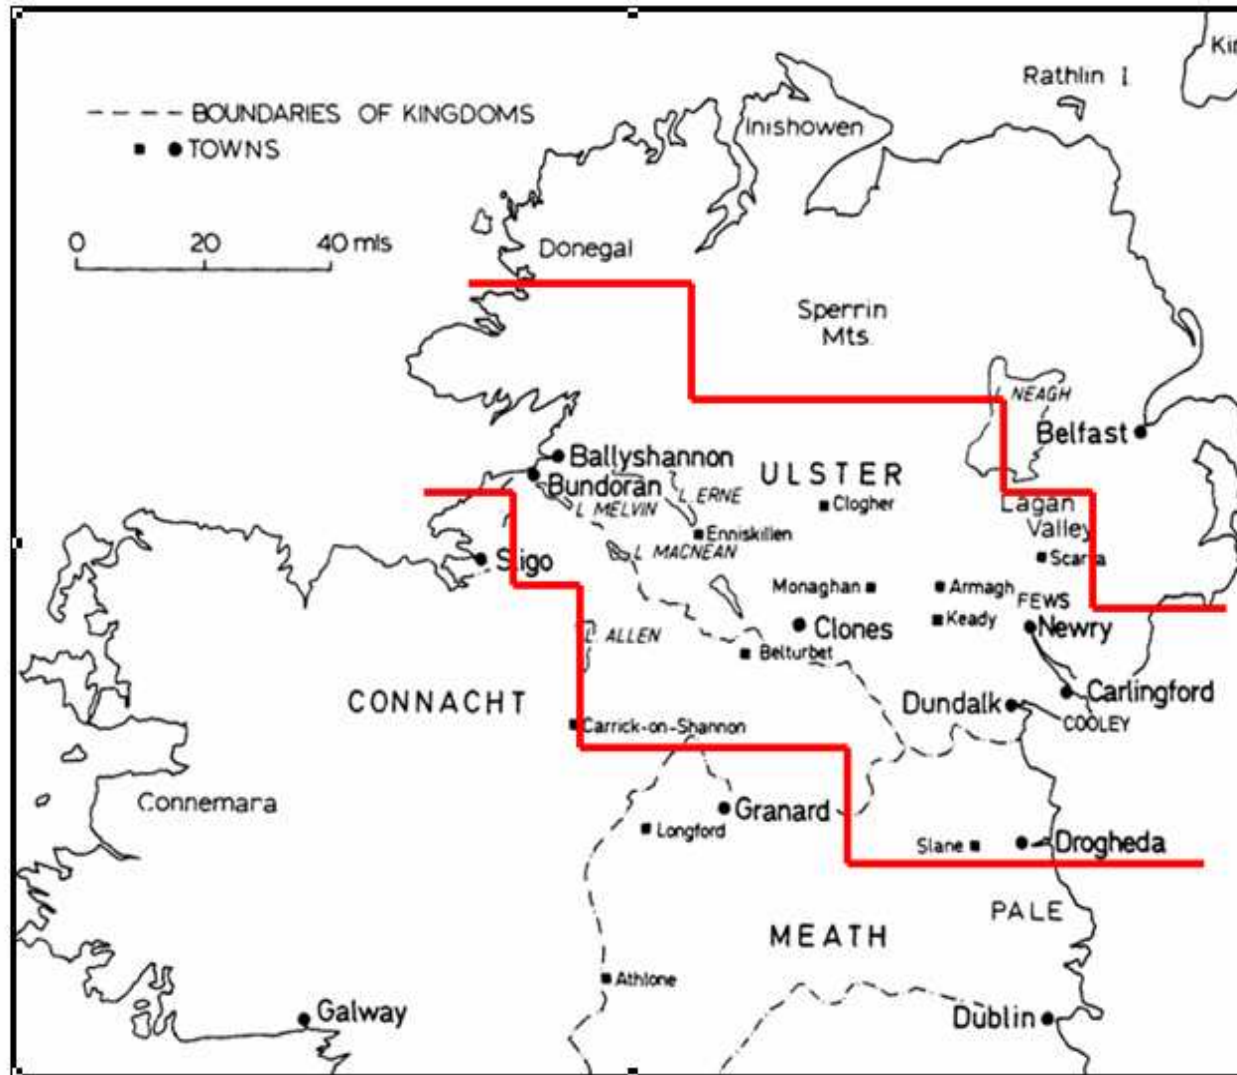 Kin
Rathlin I
BOUNDARIES OF KINGDOMS
Inishowen
TOWNS
0 20 40 mls
Donegal
Sperrin
Mts.
L NEAGH
Belfast
Ballyshannon
ULSTER
Bundoran
L. ERNE
L MELVIN
Clogher
Lagan
Valley
Enniskillen
L MACNEAN
Sligo
Scarva
Monaghan
Armagh
FEWS
Keady
Clones
Newry
L. ALLEN
Belturbet
CONNACHT
Dundalk
Carlingford
COOLEY
Carrick-on-Shannon
Connemara
Granard
Longford
Slane
Drogheda
PALE
MEATH
Athlone
Galway
Dublin